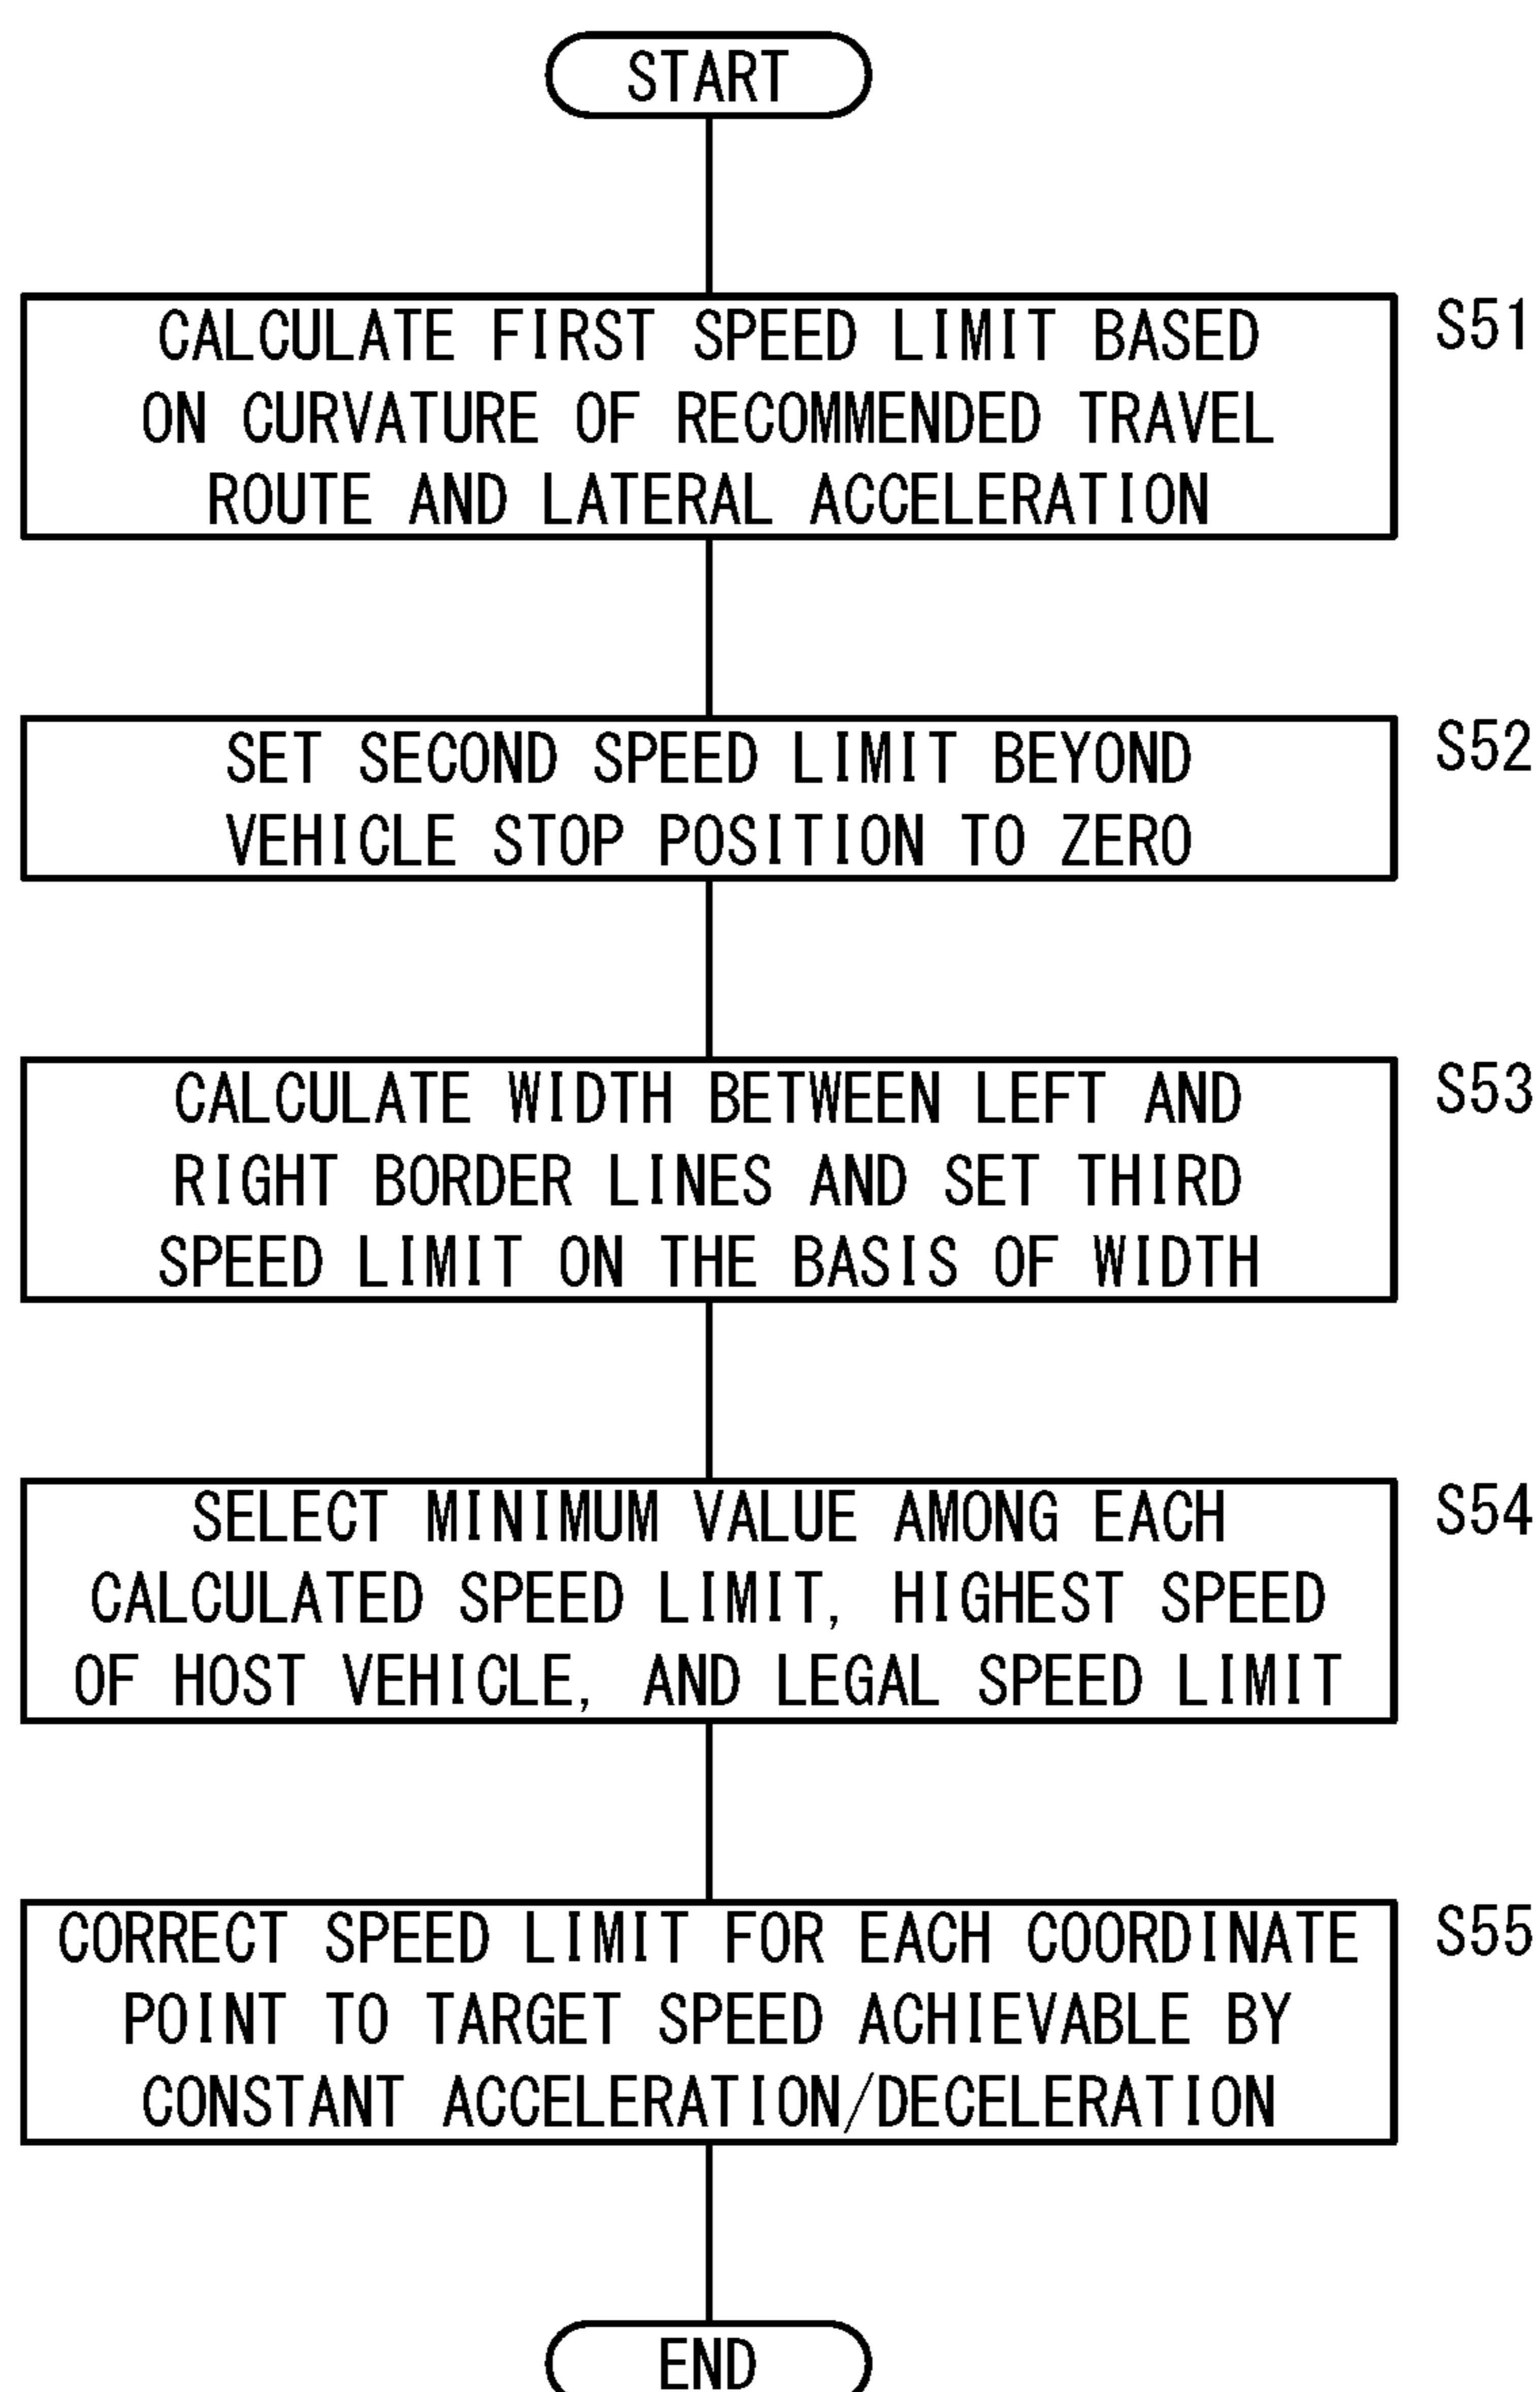 START
CALCULATE FIRST SPEED LIMIT BASED
ON CURVATURE OF RECOMMENDED TRAVEL
ROUTE AND LATERAL ACCELERATION
S51
SET SECOND SPEED LIMIT BEYOND
VEHICLE STOP POSITION TO ZERO
S52
CALCULATE WIDTH BETWEEN LEFT AND
RIGHT BORDER LINES AND SET THIRD
SPEED LIMIT ON THE BASIS OF WIDTH
S53
SELECT MINIMUM VALUE AMONG EACH
CALCULATED SPEED LIMIT, HIGHEST SPEED
OF HOST VEHICLE, AND LEGAL SPEED LIMIT
S54
CORRECT SPEED LIMIT FOR EACH COORDINATE
POINT TO TARGET SPEED ACHIEVABLE BY
CONSTANT ACCELERATION/DECELERATION
S55
END